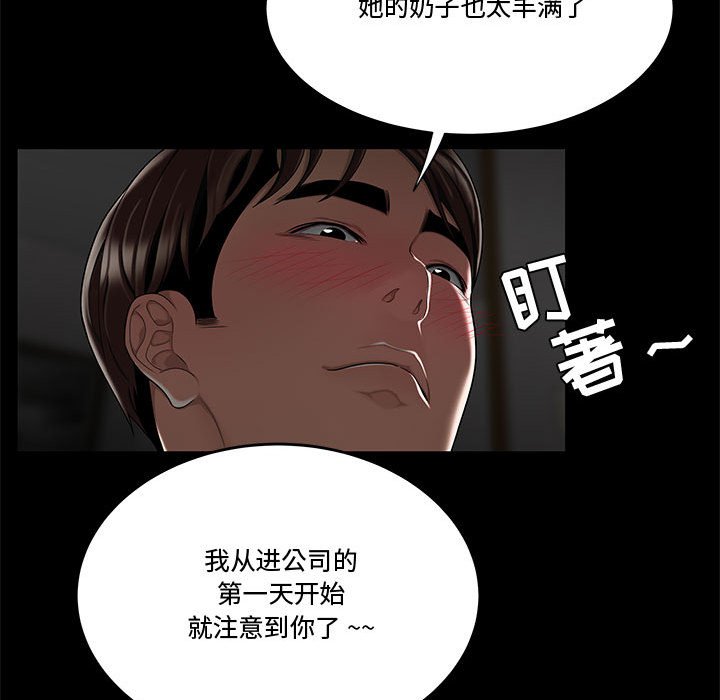 她的奶子也太丰满了
盯
著~
我从进公司的
第一天开始
就注意到你了 ~~